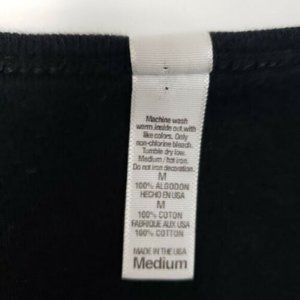 Machine wash
warm, inside out with
like colors. Only
non-chlorine bleach.
Tumble dry low.
Medium / hot iron.
Do not iron decoration.
M
100% ALGODON
HECHO EN USA
M
100% COTON
FABRIQUE AUX USA
100% COTTON
MADE IN THE USA
Medium